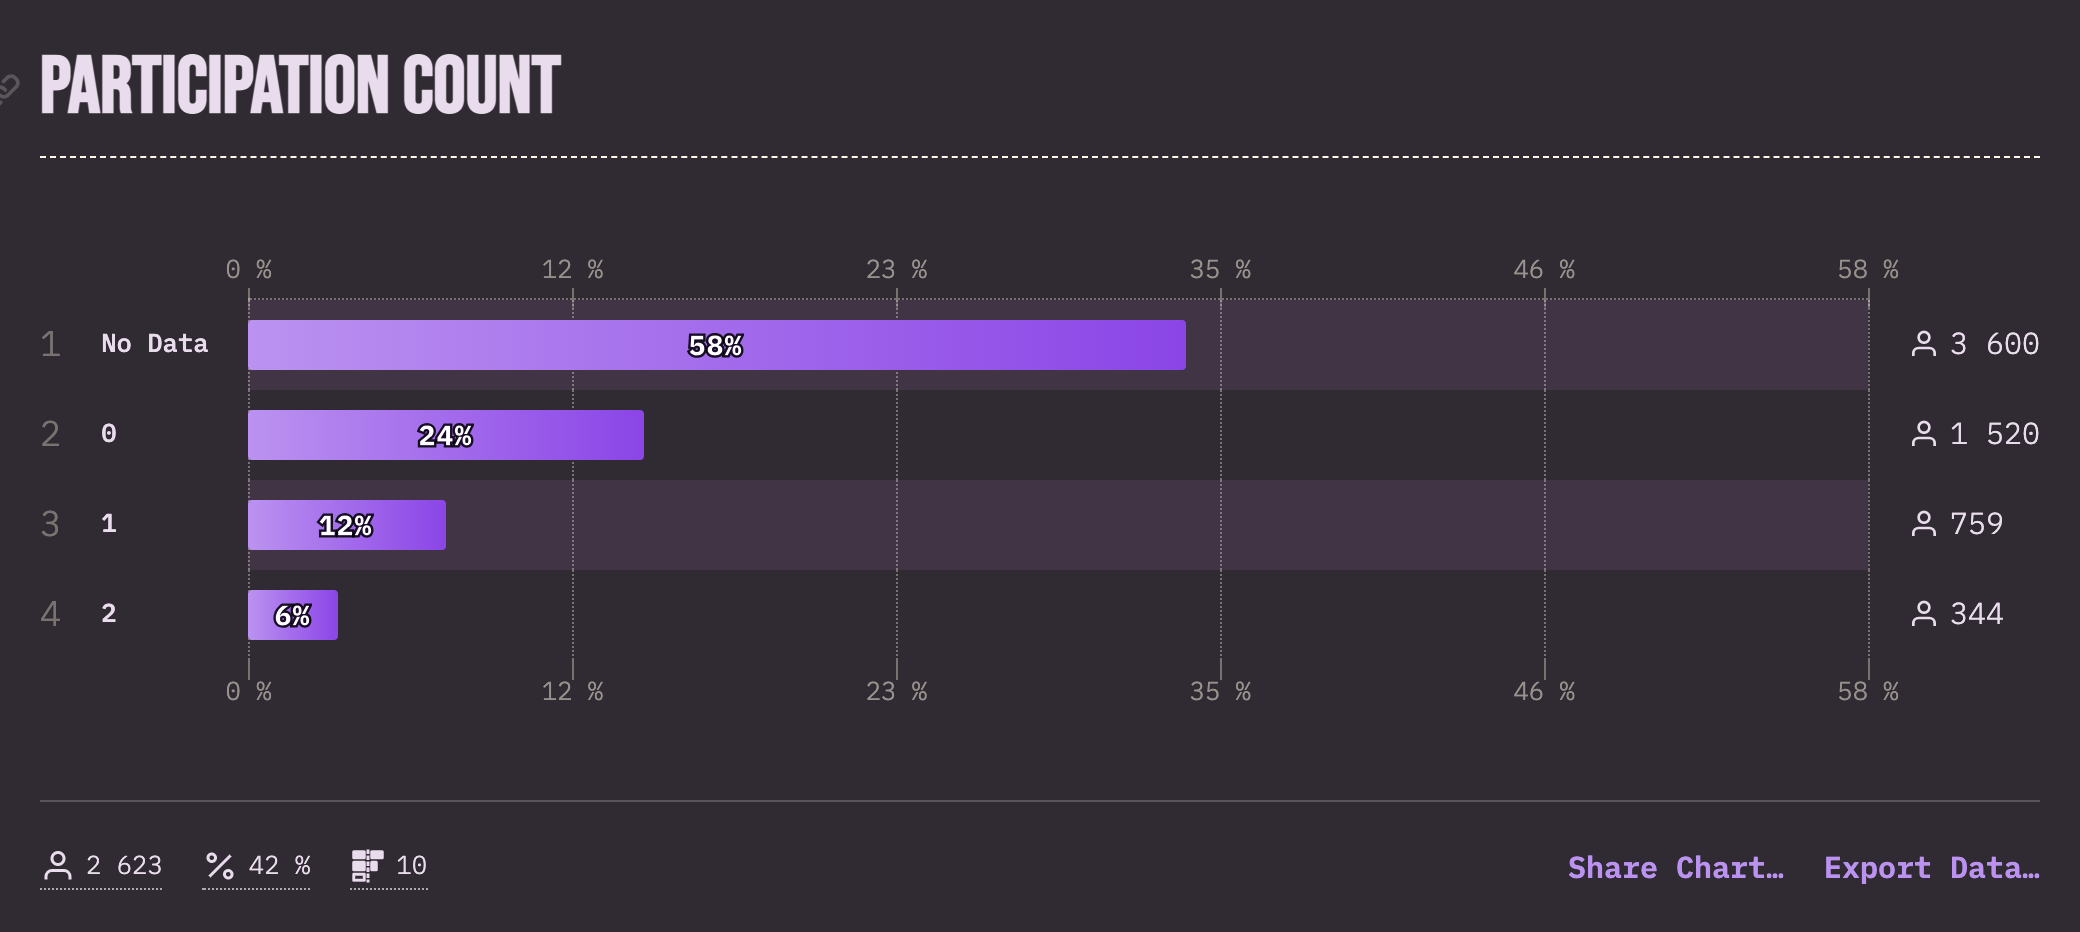 PARTICIPATION COUNT
0 % 12 % 23 % 35 % 46 % 58 %
1 No Data 58% 3 600
2 0 24% 1 520
3 1 12% 759
4 2 6% 344
0 % 12 % 23 % 35 % 46 % 58 %
2 623 42 % 10 Share Chart… Export Data…